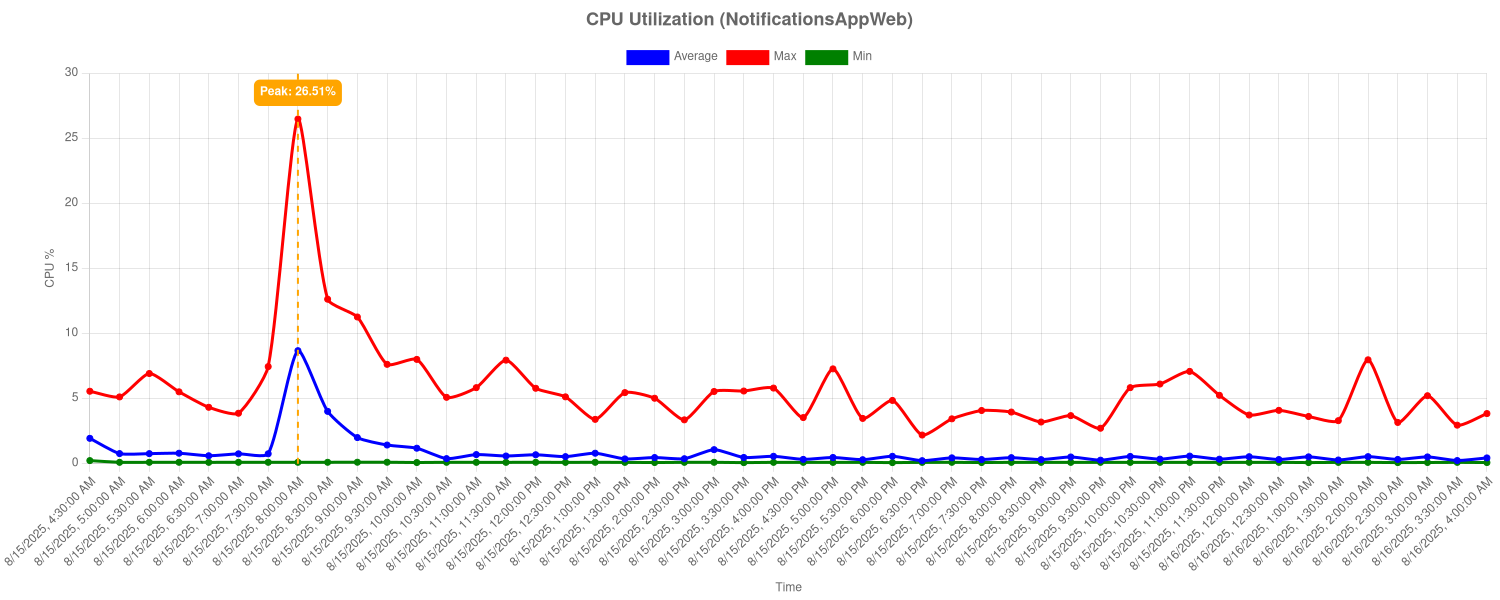 CPU Utilization (NotificationsAppWeb)
Average
Max
Min
Peak: 26.51%
30
25
20
15
10
5
0
CPU %
8/15/2025, 4:30:00 AM
8/15/2025, 5:00:00 AM
8/15/2025, 5:30:00 AM
8/15/2025, 6:00:00 AM
8/15/2025, 6:30:00 AM
8/15/2025, 7:00:00 AM
8/15/2025, 7:30:00 AM
8/15/2025, 8:00:00 AM
8/15/2025, 8:30:00 AM
8/15/2025, 9:00:00 AM
8/15/2025, 9:30:00 AM
8/15/2025, 10:00:00 AM
8/15/2025, 10:30:00 AM
8/15/2025, 11:00:00 AM
8/15/2025, 11:30:00 AM
8/15/2025, 12:00:00 PM
8/15/2025, 12:30:00 PM
8/15/2025, 1:00:00 PM
8/15/2025, 1:30:00 PM
8/15/2025, 2:00:00 PM
8/15/2025, 2:30:00 PM
8/15/2025, 3:00:00 PM
8/15/2025, 3:30:00 PM
8/15/2025, 4:00:00 PM
8/15/2025, 4:30:00 PM
8/15/2025, 5:00:00 PM
8/15/2025, 5:30:00 PM
8/15/2025, 6:00:00 PM
8/15/2025, 6:30:00 PM
8/15/2025, 7:00:00 PM
8/15/2025, 7:30:00 PM
8/15/2025, 8:00:00 PM
8/15/2025, 8:30:00 PM
8/15/2025, 9:00:00 PM
8/15/2025, 9:30:00 PM
8/15/2025, 10:00:00 PM
8/15/2025, 10:30:00 PM
8/15/2025, 11:00:00 PM
8/15/2025, 11:30:00 PM
8/16/2025, 12:00:00 AM
8/16/2025, 12:30:00 AM
8/16/2025, 1:00:00 AM
8/16/2025, 1:30:00 AM
8/16/2025, 2:00:00 AM
8/16/2025, 2:30:00 AM
8/16/2025, 3:00:00 AM
8/16/2025, 3:30:00 AM
8/16/2025, 4:00:00 AM
Time